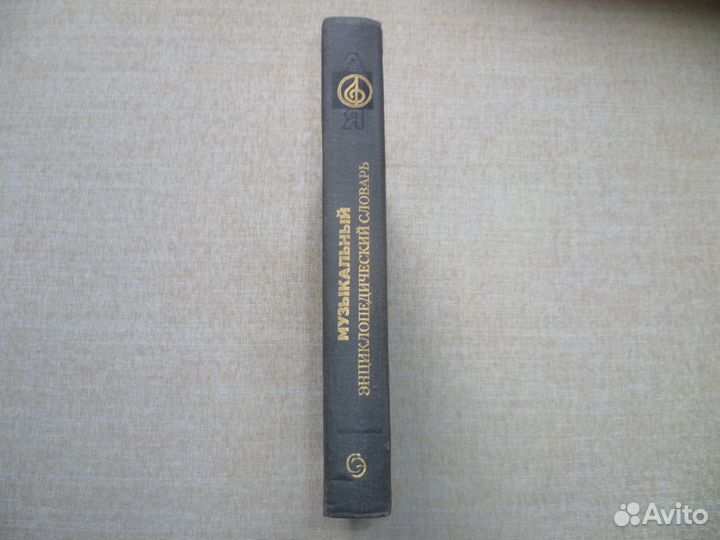 А
Я
МУЗЫКАЛЬНЫЙ
ЭНЦИКЛОПЕДИЧЕСКИЙ СЛОВАРЬ
Avito